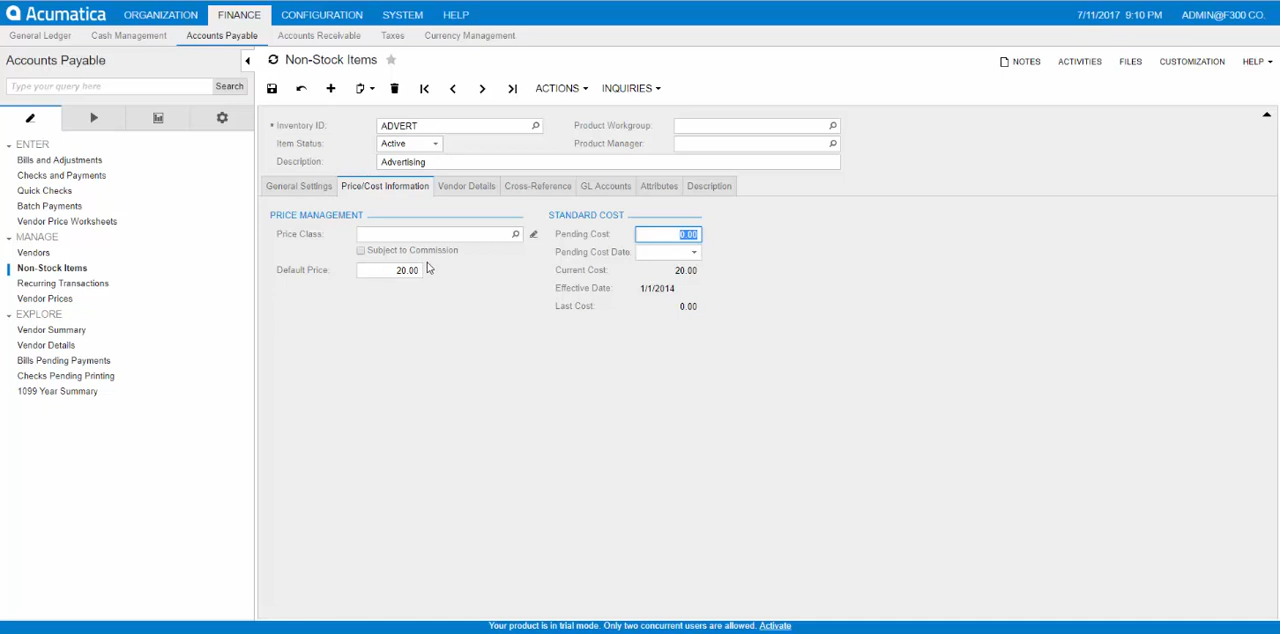 Acumatica ORGANIZATION FINANCE CONFIGURATION SYSTEM HELP 7/11/2017 9:10 PM ADMIN@F300 CO.
General Ledger Cash Management Accounts Payable Accounts Receivable Taxes Currency Management
Accounts Payable
Type your query here Search
Non-Stock Items
NOTES ACTIVITIES FILES CUSTOMIZATION HELP
ACTIONS INQUIRIES
ENTER
Bills and Adjustments
Checks and Payments
Quick Checks
Batch Payments
Vendor Price Worksheets
MANAGE
Vendors
Non-Stock Items
Recurring Transactions
Vendor Prices
EXPLORE
Vendor Summary
Vendor Details
Bills Pending Payments
Checks Pending Printing
1099 Year Summary
* Inventory ID: ADVERT Product Workgroup:
Item Status: Active Product Manager:
Description: Advertising
General Settings Price/Cost Information Vendor Details Cross-Reference GL Accounts Attributes Description
PRICE MANAGEMENT STANDARD COST
Price Class: Pending Cost: 0.00
Subject to Commission Pending Cost Date
Default Price: 20.00 Current Cost: 20.00
Effective Date: 1/1/2014
Last Cost: 0.00
Your product is in trial mode. Only two concurrent users are allowed. Activate